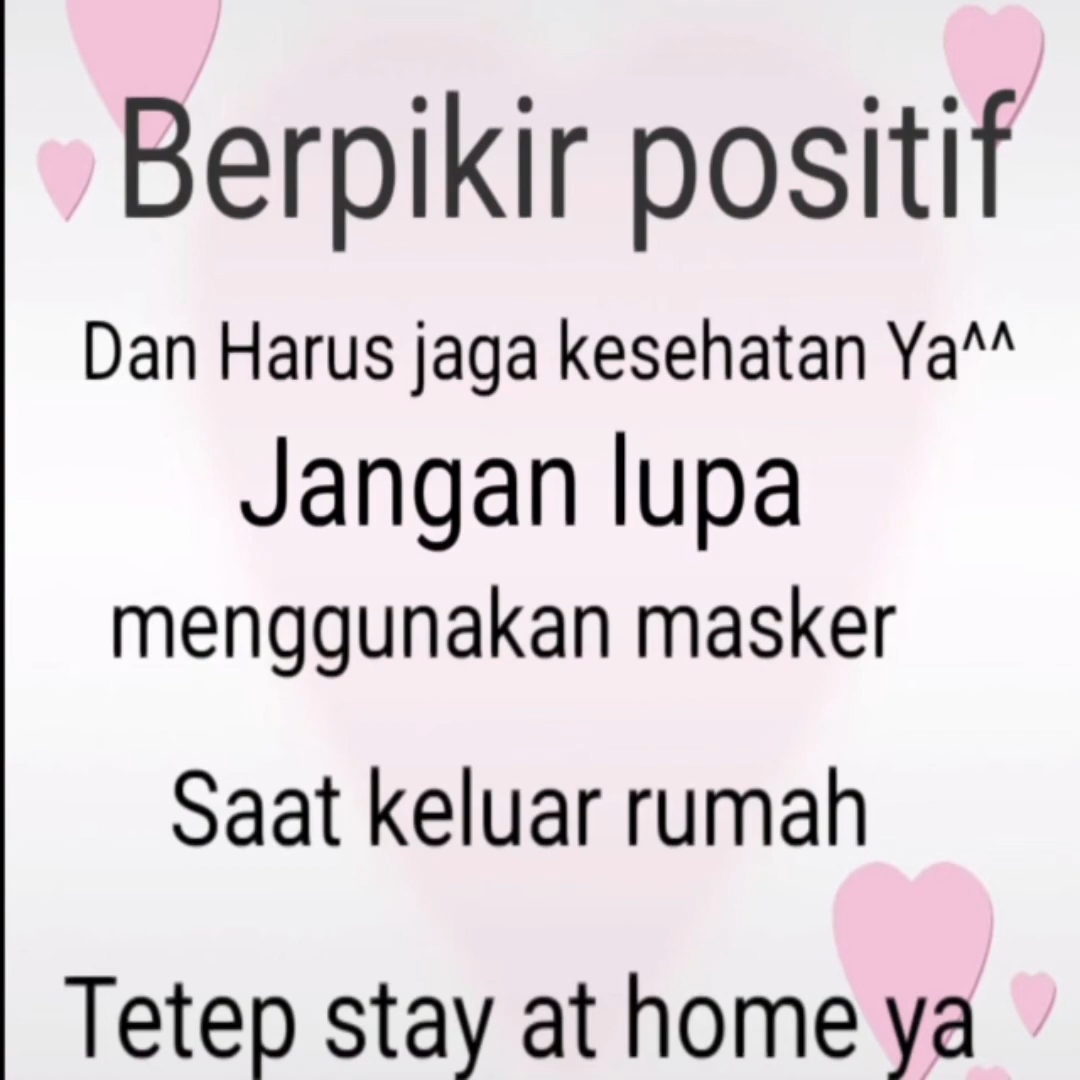 Berpikir positif
Dan Harus jaga kesehatan Ya^^
Jangan lupa
menggunakan masker
Saat keluar rumah
Tetep stay at home ya